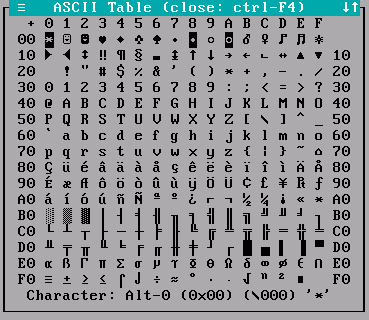 ≡ ASCII Table (close: ctrl-F4) ↓↑
+ 0 1 2 3 4 5 6 7 8 9 A B C D E F
00 * ☺ ☻ ♥ ♦ ♣ ♠ • ◘ ○ ◙ ♂ ♀ ♪ ♫ ☼ 00
10 ► ◄ ↕ ‼ ¶ § ▬ ↨ ↑ ↓ → ← ∟ ↔ ▲ ▼ 10
20 ! " # $ % & ' ( ) * + , - . / 20
30 0 1 2 3 4 5 6 7 8 9 : ; < = > ? 30
40 @ A B C D E F G H I J K L M N O 40
50 P Q R S T U V W X Y Z [ \ ] ^ _ 50
60 ` a b c d e f g h i j k l m n o 60
70 p q r s t u v w x y z { | } ~ ⌂ 70
80 Ç ü é â ä à å ç ê ë è ï î ì Ä Å 80
90 É æ Æ ô ö ò û ù ÿ Ö Ü ¢ £ ¥ ₧ ƒ 90
A0 á í ó ú ñ Ñ ª º ¿ ⌐ ¬ ½ ¼ ¡ « » A0
B0 ░ ▒ ▓ │ ┤ ╡ ╢ ╖ ╕ ╣ ║ ╗ ╝ ╜ ╛ ┐ B0
C0 └ ┴ ┬ ├ ─ ┼ ╞ ╟ ╚ ╔ ╩ ╦ ╠ ═ ╬ ╧ C0
D0 ╨ ╤ ╥ ╙ ╘ ╒ ╓ ╫ ╪ ┘ ┌ █ ▄ ▌ ▐ ▀ D0
E0 α ß Γ π Σ σ µ τ Φ Θ Ω δ ∞ φ ε ∩ E0
F0 ≡ ± ≥ ≤ ⌠ ⌡ ÷ ≈ ° ∙ · √ ⁿ ² ■ F0
Character: Alt-0 (0x00) (\000) '*'